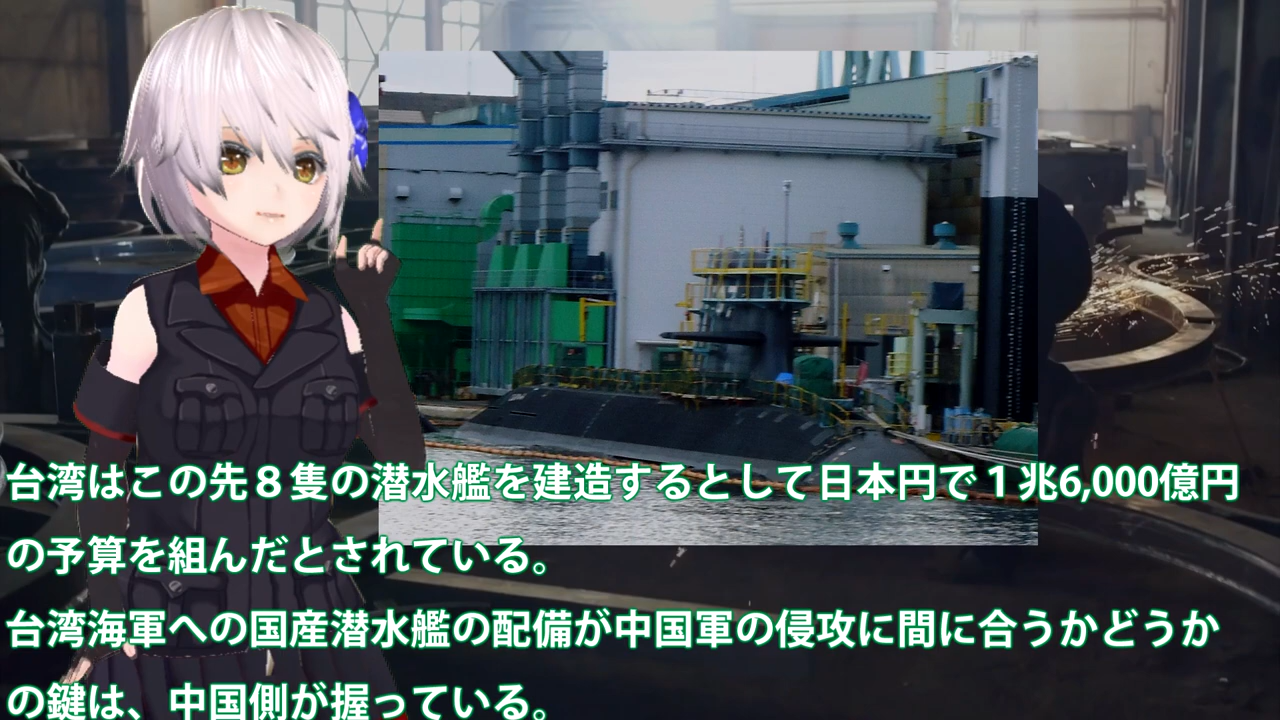 台湾はこの先８隻の潜水艦を建造するとして日本円で１兆6,000億円
の予算を組んだとされている。
台湾海軍への国産潜水艦の配備が中国軍の侵攻に間に合うかどうか
の鍵は、中国側が握っている。